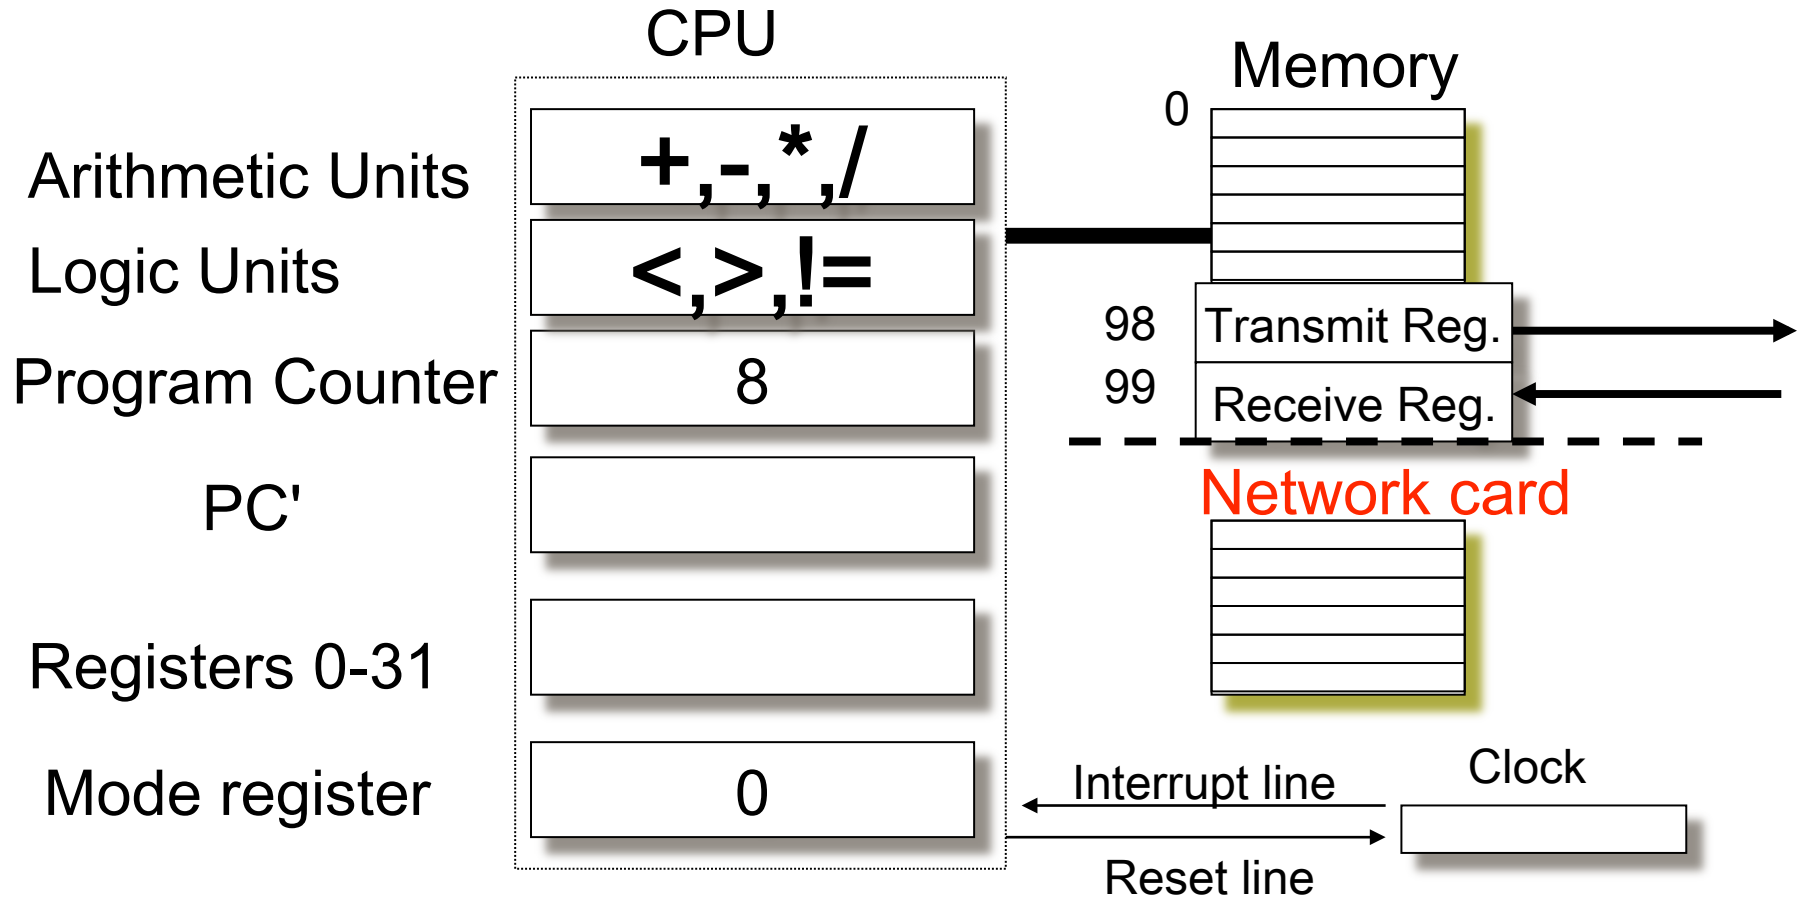 CPU
Memory
0
Arithmetic Units
+,-,*,/
Logic Units
<,>,!=
98
Transmit Reg.
Program Counter
8
99
Receive Reg.
PC'
Network card
Registers 0-31
Mode register
0
Interrupt line
Clock
Reset line